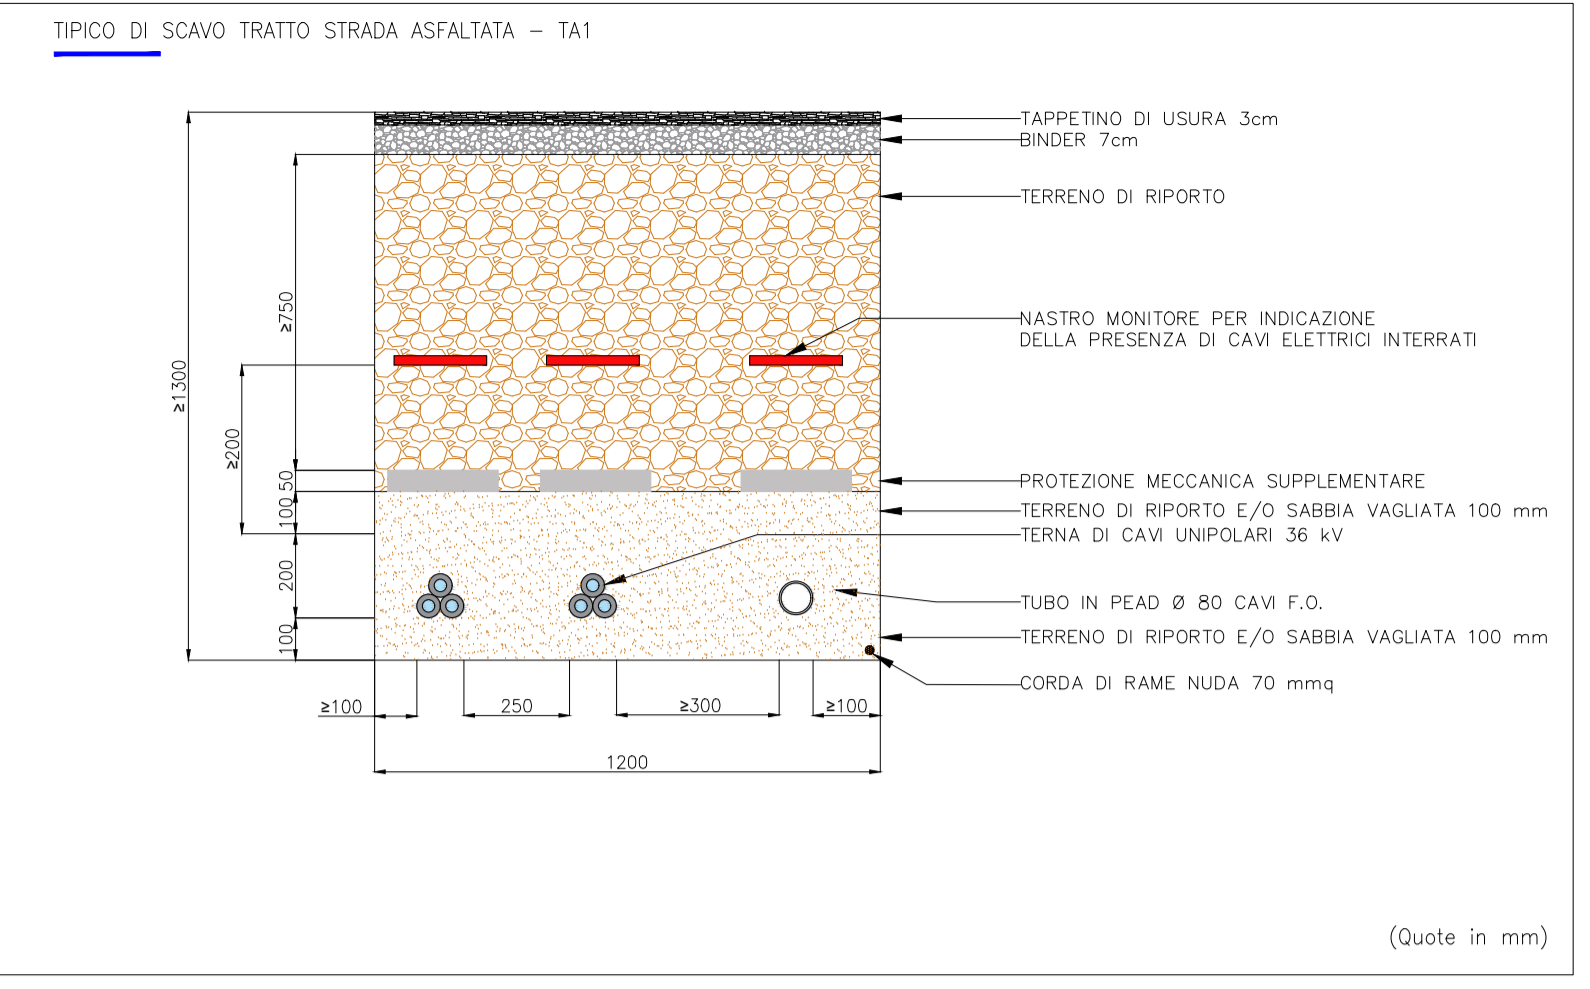 TIPICO DI SCAVO TRATTO STRADA ASFALTATA – TA1
TAPPETINO DI USURA 3cm
BINDER 7cm
TERRENO DI RIPORTO
≥750
NASTRO MONITORE PER INDICAZIONE
DELLA PRESENZA DI CAVI ELETTRICI INTERRATI
≥1300
≥200
50
PROTEZIONE MECCANICA SUPPLEMENTARE
100
TERRENO DI RIPORTO E/O SABBIA VAGLIATA 100 mm
TERNA DI CAVI UNIPOLARI 36 kV
200
TUBO IN PEAD Ø 80 CAVI F.O.
100
TERRENO DI RIPORTO E/O SABBIA VAGLIATA 100 mm
CORDA DI RAME NUDA 70 mmq
≥100
250
≥300
≥100
1200
(Quote in mm)